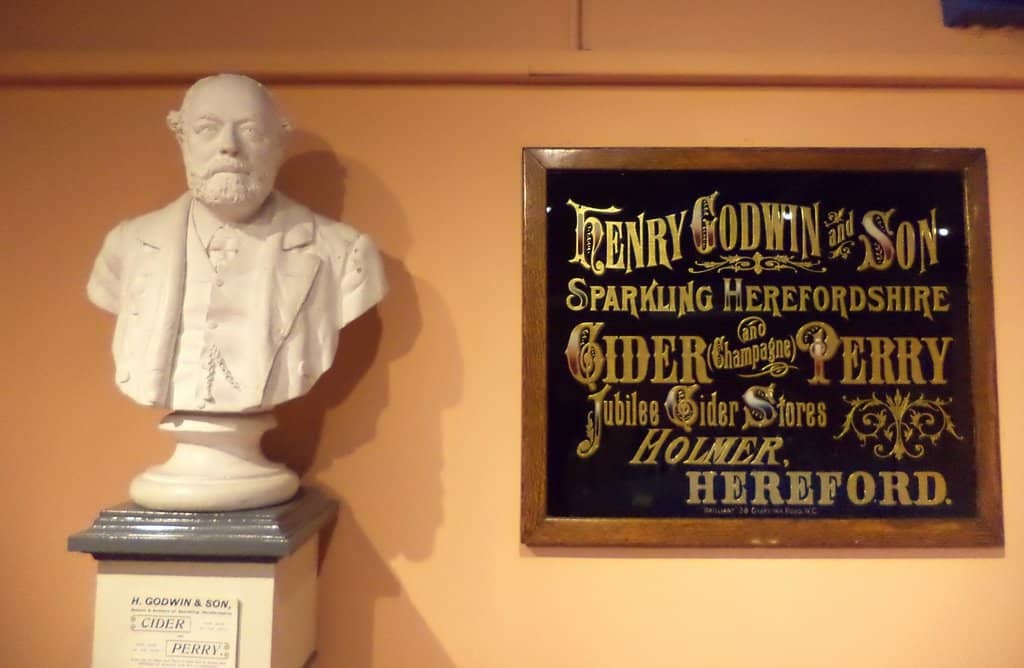 HENRY GODWIN and SON
SPARKLING HEREFORDSHIRE
CIDER and (Champagne) PERRY
Jubilee Cider Stores
HOLMER,
HEREFORD.
H. GODWIN & SON,
CIDER
PERRY